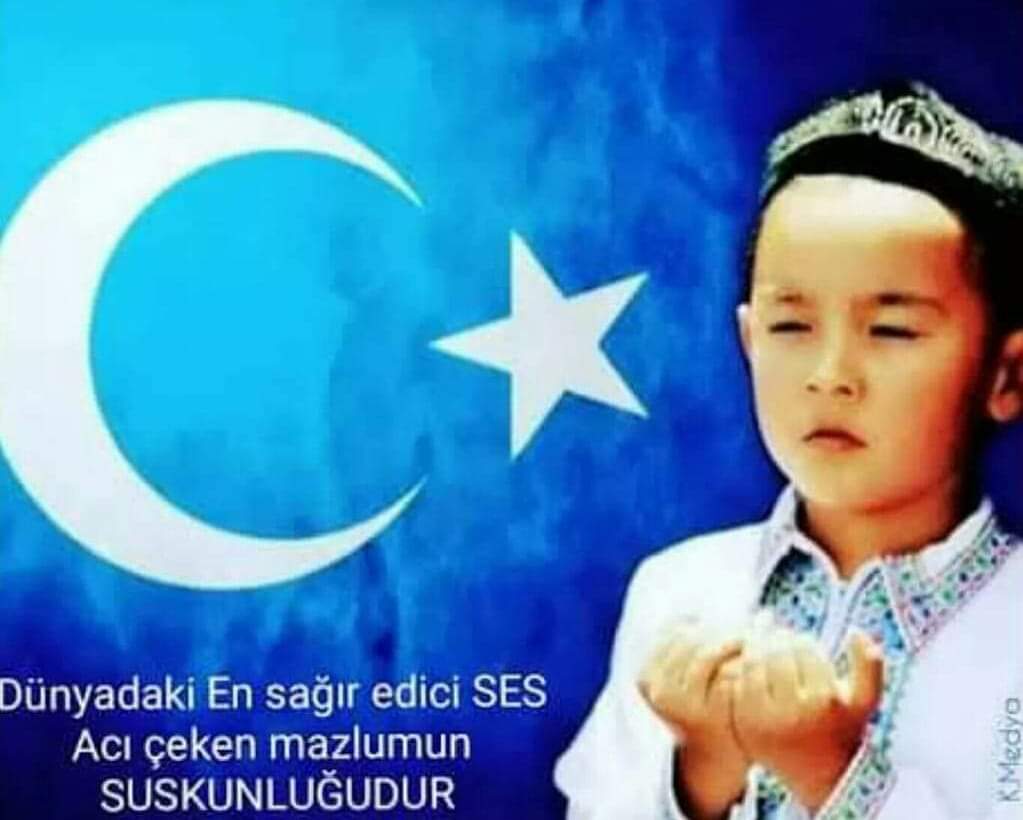 Dünyadaki En sağır edici SES
Acı çeken mazlumun
SUSKUNLUĞUDUR
K.Medya